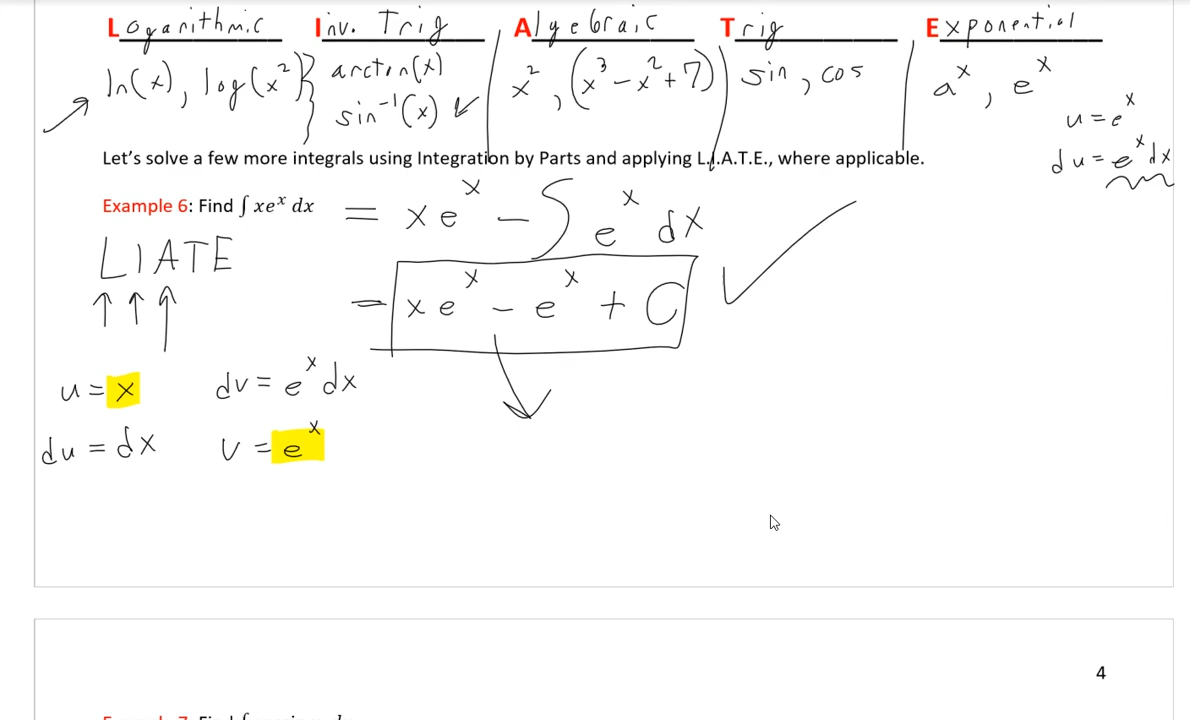 Logarithmic Inv. Trig Algebraic Trig Exponential
ln(x), log(x²) arctan(x) x², (x³ - x² + 7) sin, cos aˣ, eˣ
sin⁻¹(x)
u = eˣ
du = eˣ dx
Let's solve a few more integrals using Integration by Parts and applying L.I.A.T.E., where applicable.
Example 6: Find ∫ xeˣ dx = xeˣ - ∫ eˣ dx
LIATE
= xeˣ - eˣ + C
u = x dv = eˣ dx
du = dx v = eˣ
4